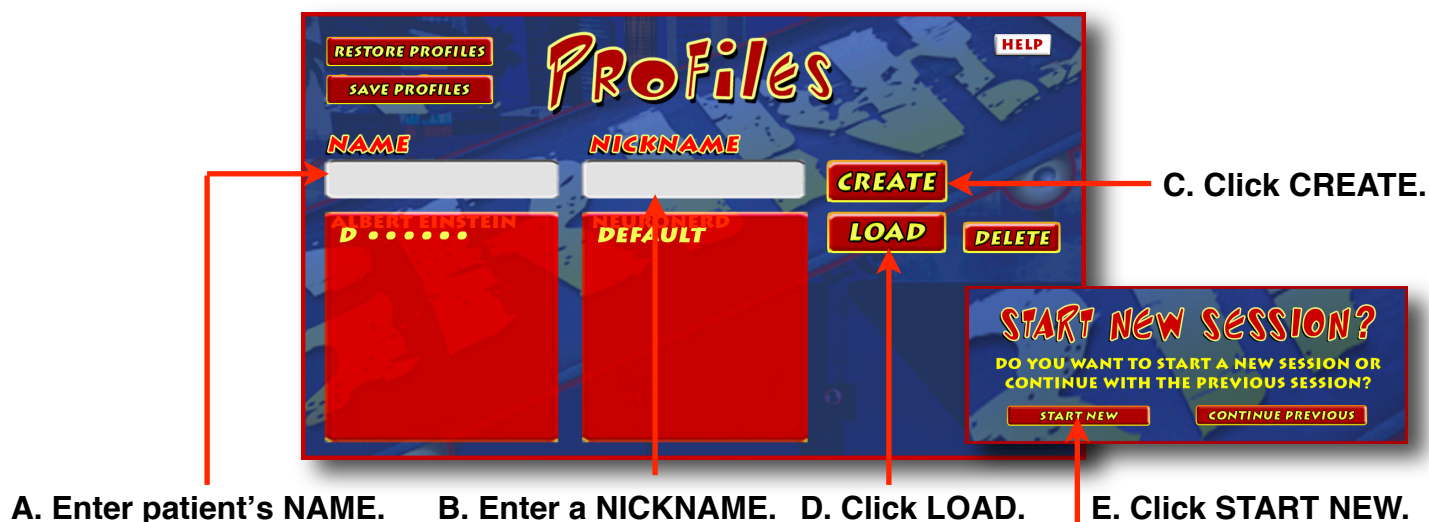 RESTORE PROFILES
SAVE PROFILES
PROFILES
HELP
NAME
NICKNAME
CREATE
C. Click CREATE.
ALBERT EINSTEIN
NEURONERD
D ••••••
DEFAULT
LOAD
DELETE
START NEW SESSION?
DO YOU WANT TO START A NEW SESSION OR
CONTINUE WITH THE PREVIOUS SESSION?
START NEW
CONTINUE PREVIOUS
A. Enter patient’s NAME.
B. Enter a NICKNAME.
D. Click LOAD.
E. Click START NEW.